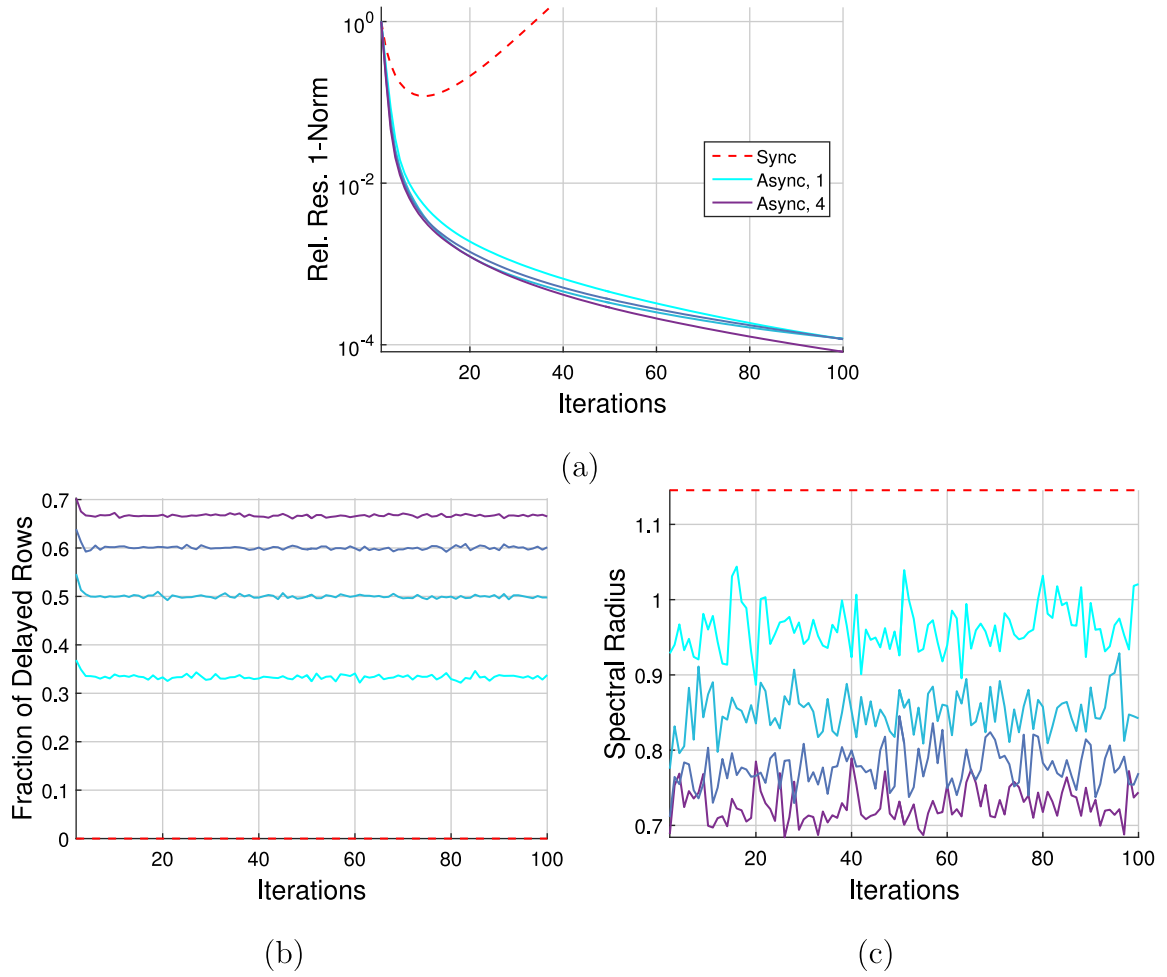 10^0
10^-2
10^-4
Rel. Res. 1-Norm
Sync
Async, 1
Async, 4
20 40 60 80 100
Iterations
(a)
0.7
0.6
0.5
0.4
0.3
0.2
0.1
0
Fraction of Delayed Rows
20 40 60 80 100
Iterations
(b)
1.1
1
0.9
0.8
0.7
Spectral Radius
20 40 60 80 100
Iterations
(c)